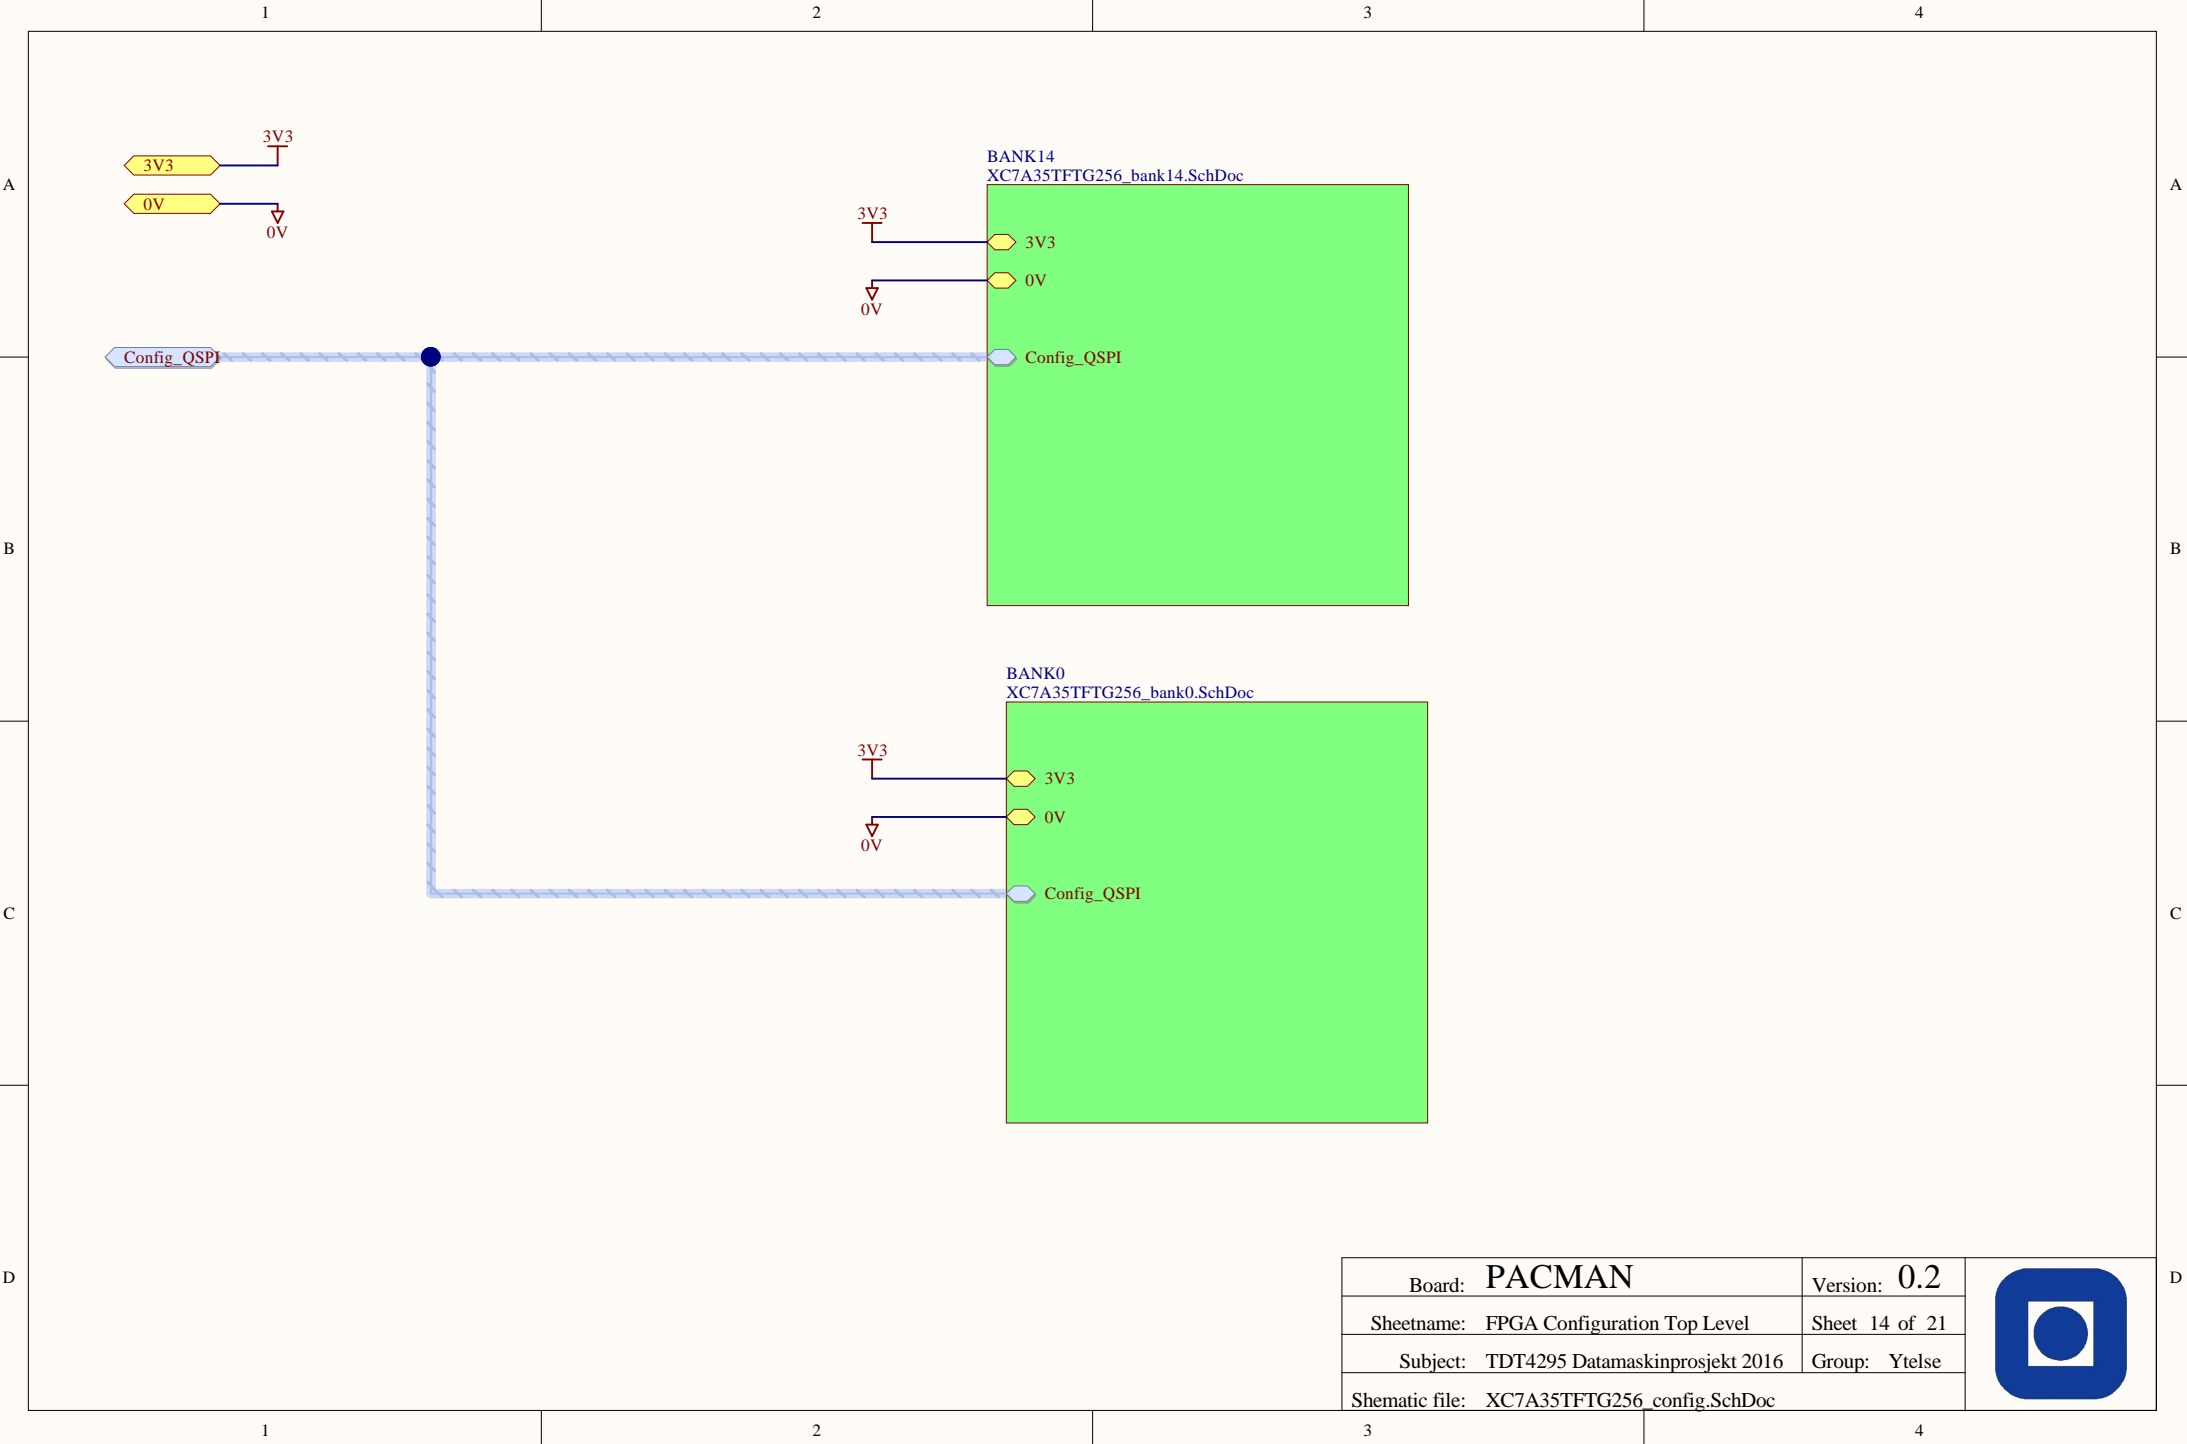 1 2 3 4
A A
B B
C C
D D
3V3
3V3
0V
0V
Config_QSPI
BANK14
XC7A35TFTG256_bank14.SchDoc
3V3
3V3
0V
0V
Config_QSPI
BANK0
XC7A35TFTG256_bank0.SchDoc
3V3
3V3
0V
0V
Config_QSPI
Board: PACMAN Version: 0.2
Sheetname: FPGA Configuration Top Level Sheet 14 of 21
Subject: TDT4295 Datamaskinprosjekt 2016 Group: Ytelse
Shematic file: XC7A35TFTG256_config.SchDoc
1 2 3 4